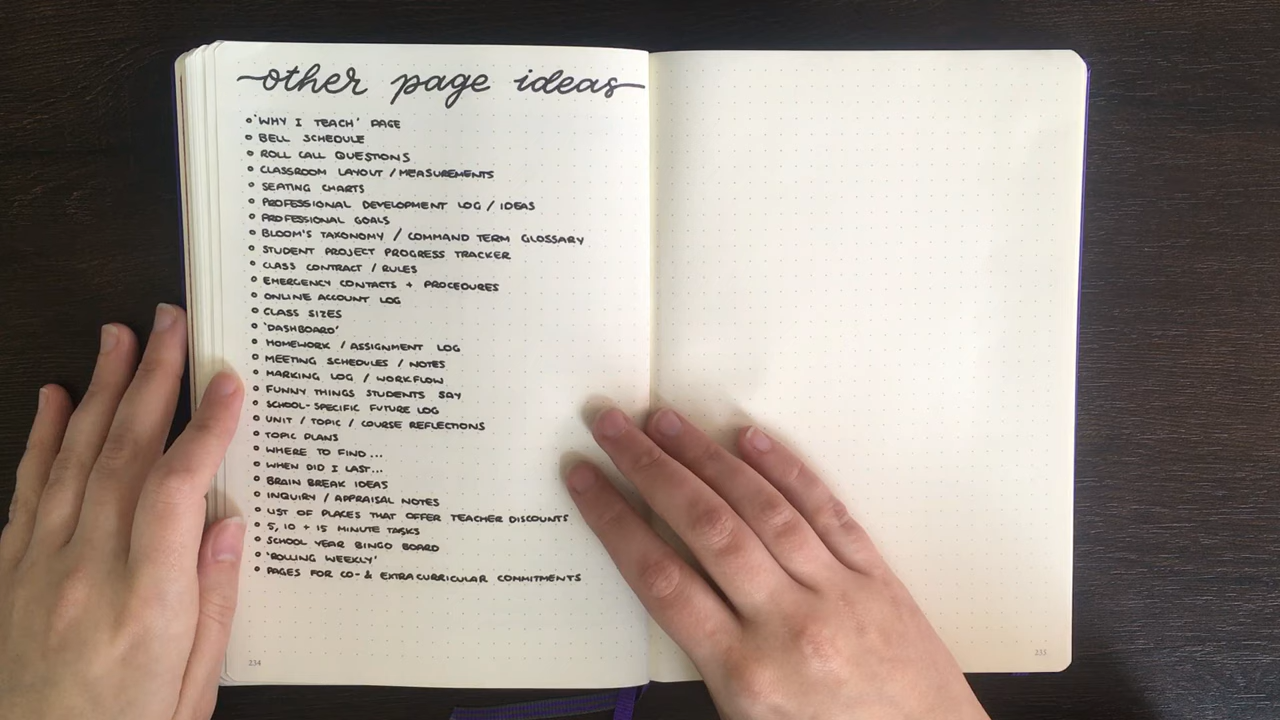 other page ideas
◦ 'WHY I TEACH' PAGE
◦ BELL SCHEDULE
◦ ROLL CALL QUESTIONS
◦ CLASSROOM LAYOUT / MEASUREMENTS
◦ SEATING CHARTS
◦ PROFESSIONAL DEVELOPMENT LOG / IDEAS
◦ PROFESSIONAL GOALS
◦ BLOOM'S TAXONOMY / COMMAND TERM GLOSSARY
◦ STUDENT PROJECT PROGRESS TRACKER
◦ CLASS CONTRACT / RULES
◦ EMERGENCY CONTACTS + PROCEDURES
◦ ONLINE ACCOUNT LOG
◦ CLASS SIZES
◦ 'DASHBOARD'
◦ HOMEWORK / ASSIGNMENT LOG
◦ MEETING SCHEDULES / NOTES
◦ MARKING LOG / WORKFLOW
◦ FUNNY THINGS STUDENTS SAY
◦ SCHOOL-SPECIFIC FUTURE LOG
◦ UNIT / TOPIC / COURSE REFLECTIONS
◦ TOPIC PLANS
◦ WHERE TO FIND...
◦ WHEN DID I LAST...
◦ BRAIN BREAK IDEAS
◦ INQUIRY / APPRAISAL NOTES
◦ LIST OF PLACES THAT OFFER TEACHER DISCOUNTS
◦ 5, 10 + 15 MINUTE TASKS
◦ SCHOOL YEAR BINGO BOARD
◦ 'ROLLING WEEKLY'
◦ PAGES FOR CO- & EXTRACURRICULAR COMMITMENTS
234
233